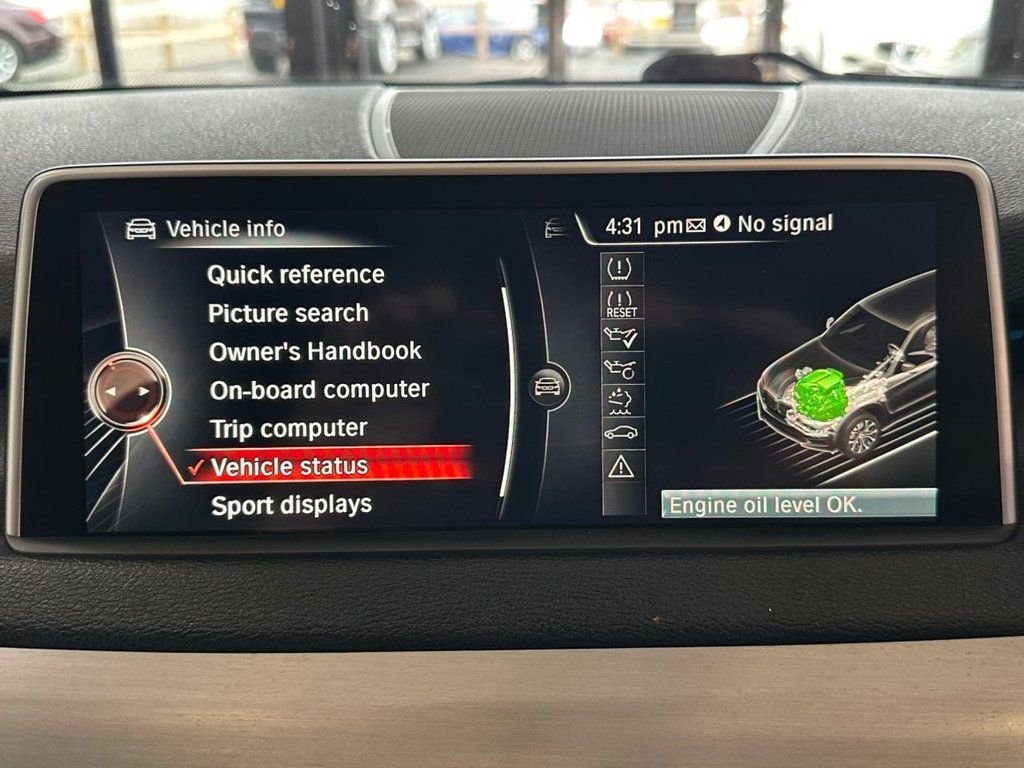 Vehicle info
Quick reference
Picture search
Owner's Handbook
On-board computer
Trip computer
Vehicle status
Sport displays
4:31 pm No signal
RESET
Engine oil level OK.